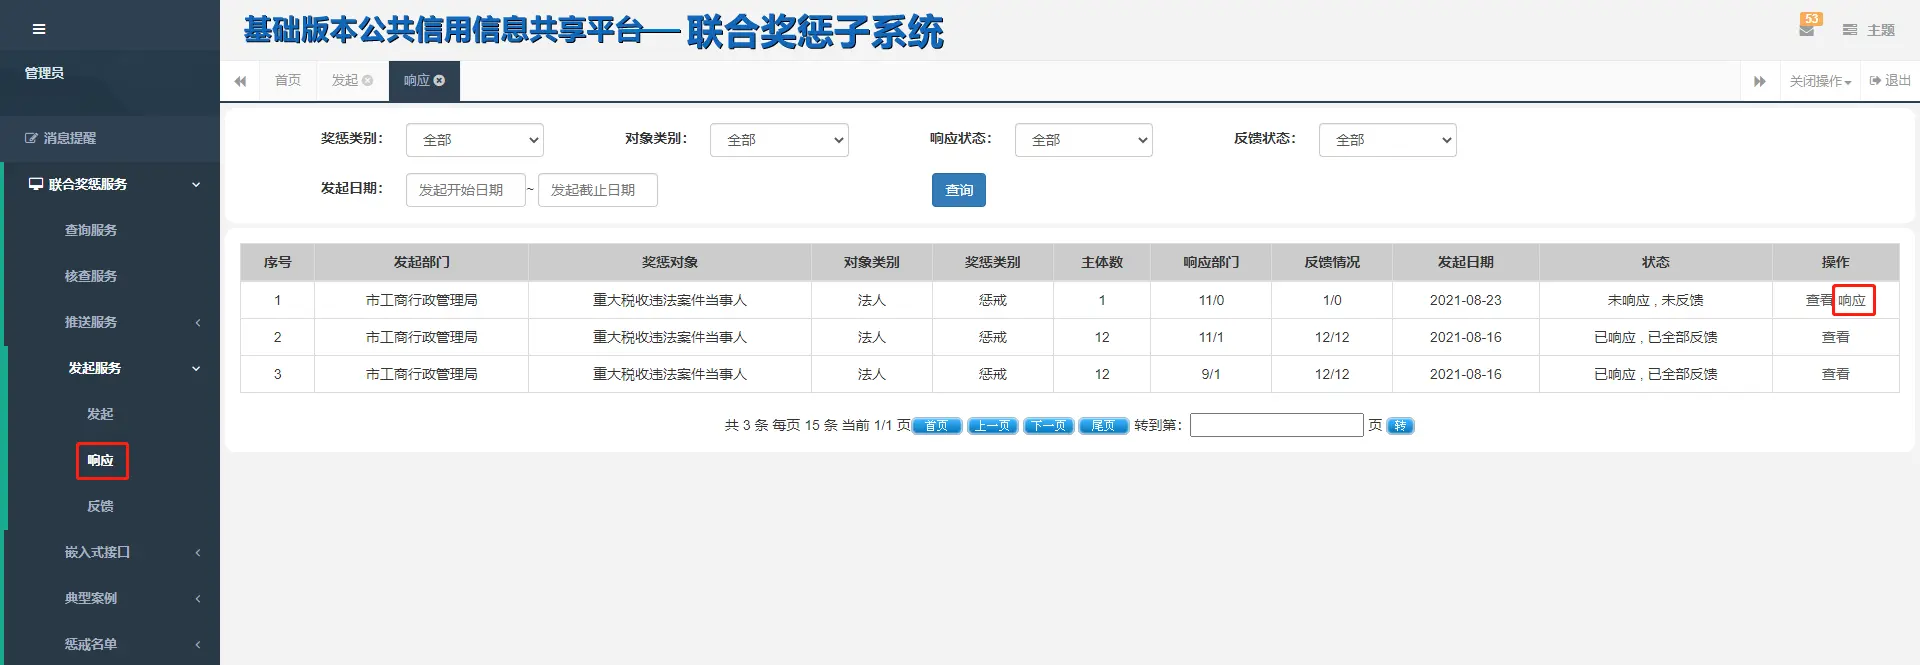 基础版本公共信用信息共享平台—联合奖惩子系统
53
主题
管理员
首页 发起 响应
关闭操作 退出
消息提醒
联合奖惩服务
查询服务
核查服务
推送服务
发起服务
发起
响应
反馈
嵌入式接口
典型案例
惩戒名单
奖惩类别： 全部 对象类别： 全部 响应状态： 全部 反馈状态： 全部
发起日期： 发起开始日期 ~ 发起截止日期 查询
序号 发起部门 奖惩对象 对象类别 奖惩类别 主体数 响应部门 反馈情况 发起日期 状态 操作
1 市工商行政管理局 重大税收违法案件当事人 法人 惩戒 1 11/0 1/0 2021-08-23 未响应 , 未反馈 查看 响应
2 市工商行政管理局 重大税收违法案件当事人 法人 惩戒 12 11/1 12/12 2021-08-16 已响应 , 已全部反馈 查看
3 市工商行政管理局 重大税收违法案件当事人 法人 惩戒 12 9/1 12/12 2021-08-16 已响应 , 已全部反馈 查看
共 3 条 每页 15 条 当前 1/1 页 首页 上一页 下一页 尾页 转到第： 页 转